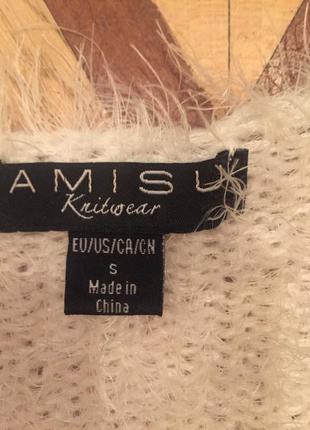 AMISU
Knitwear
EU/US/CA/CN
S
Made in
China